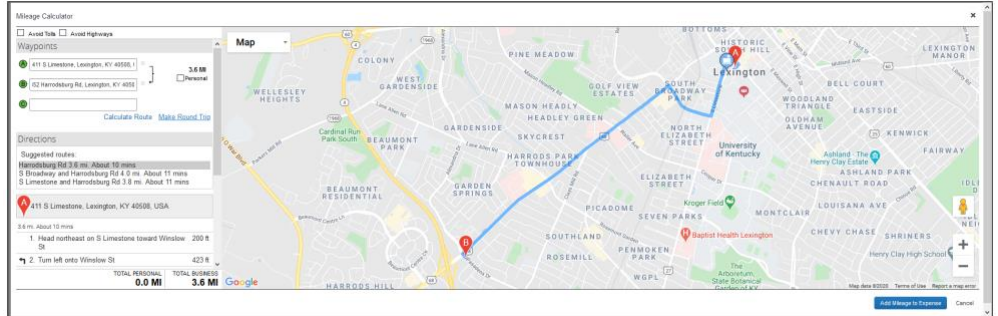 Mileage Calculator
×
Avoid Tolls Avoid Highways
Waypoints
A 411 S Limestone, Lexington, KY 40508, U
3.6 MI
Personal
B 152 Harrodsburg Rd, Lexington, KY 4050
C
Calculate Route Make Round Trip
Directions
Suggested routes:
Harrodsburg Rd 3.6 mi. About 10 mins
S Broadway and Harrodsburg Rd 4.0 mi. About 11 mins
S Limestone and Harrodsburg Rd 3.8 mi. About 11 mins
A 411 S Limestone, Lexington, KY 40508, USA
3.6 mi. About 10 mins
1. Head northeast on S Limestone toward Winslow St 200 ft
2. Turn left onto Winslow St 423 ft
TOTAL PERSONAL TOTAL BUSINESS
0.0 MI 3.6 MI
Map
COLONY
PINE MEADOW
HISTORIC
SOUTH HILL
LEXINGTON
MANOR
A
Lexington
WEST
GARDENSIDE
WELLESLEY
HEIGHTS
GOLF VIEW
ESTATES
SOUTH
BROADWAY
PARK
BELL COURT
WOODLAND
TRIANGLE
MASON HEADLY
HEADLEY GREEN
EASTSIDE
OLDHAM
AVENUE
Cardinal Run
Park South
BEAUMONT
PARK
GARDENSIDE
SKYCREST
NORTH
ELIZABETH
STREET
KENWICK
University
of Kentucky
FAIRWAY
HARRODS PARK
TOWNHOUSE
Ashland - The
Henry Clay Estate
ASHLAND PARK
BEAUMONT
RESIDENTIAL
GARDEN
SPRINGS
ELIZABETH
STREET
CHENAULT ROAD
Kroger Field
LOUISANA AVE
PICADOME
SEVEN PARKS
MONTCLAIR
B
SOUTHLAND
Baptist Health Lexington
CHEVY CHASE
SHRINERS
ROSEMILL
PENMOKEN
PARK
Henry Clay High School
WGPL
The
Arboretum,
State Botanical
Garden of KY
HARRODS HILL
Google
Map data ©2020 Terms of Use Report a map error
Add Mileage to Expense Cancel